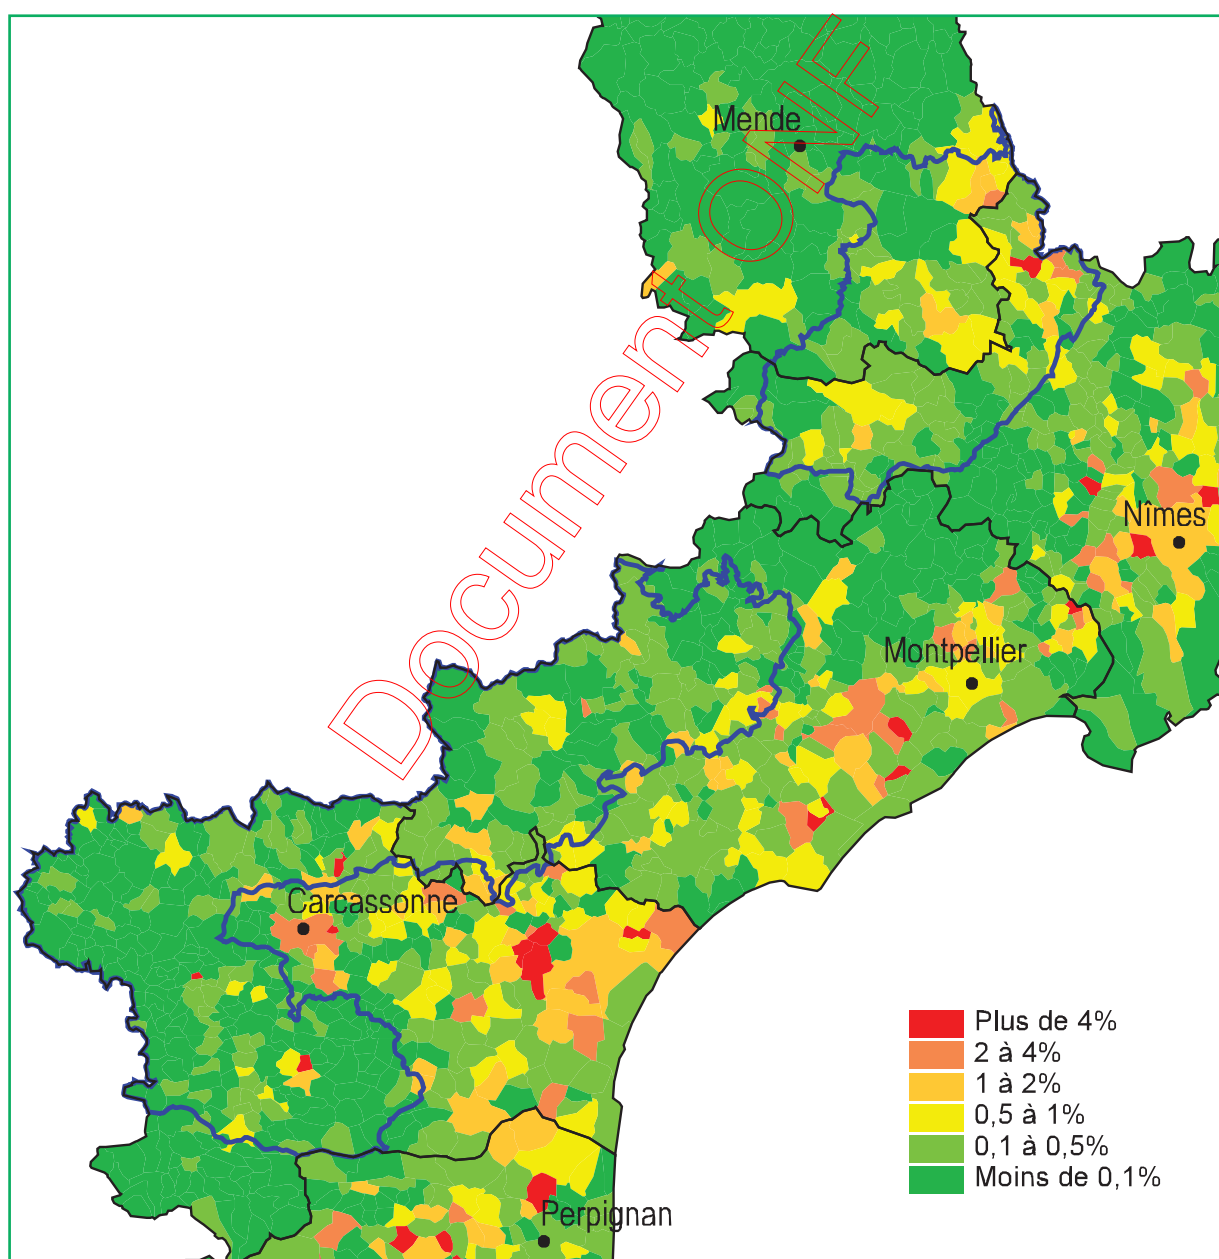 Mende
Document ONF
Nîmes
Montpellier
Carcassonne
Plus de 4%
2 à 4%
1 à 2%
0,5 à 1%
0,1 à 0,5%
Moins de 0,1%
Perpignan